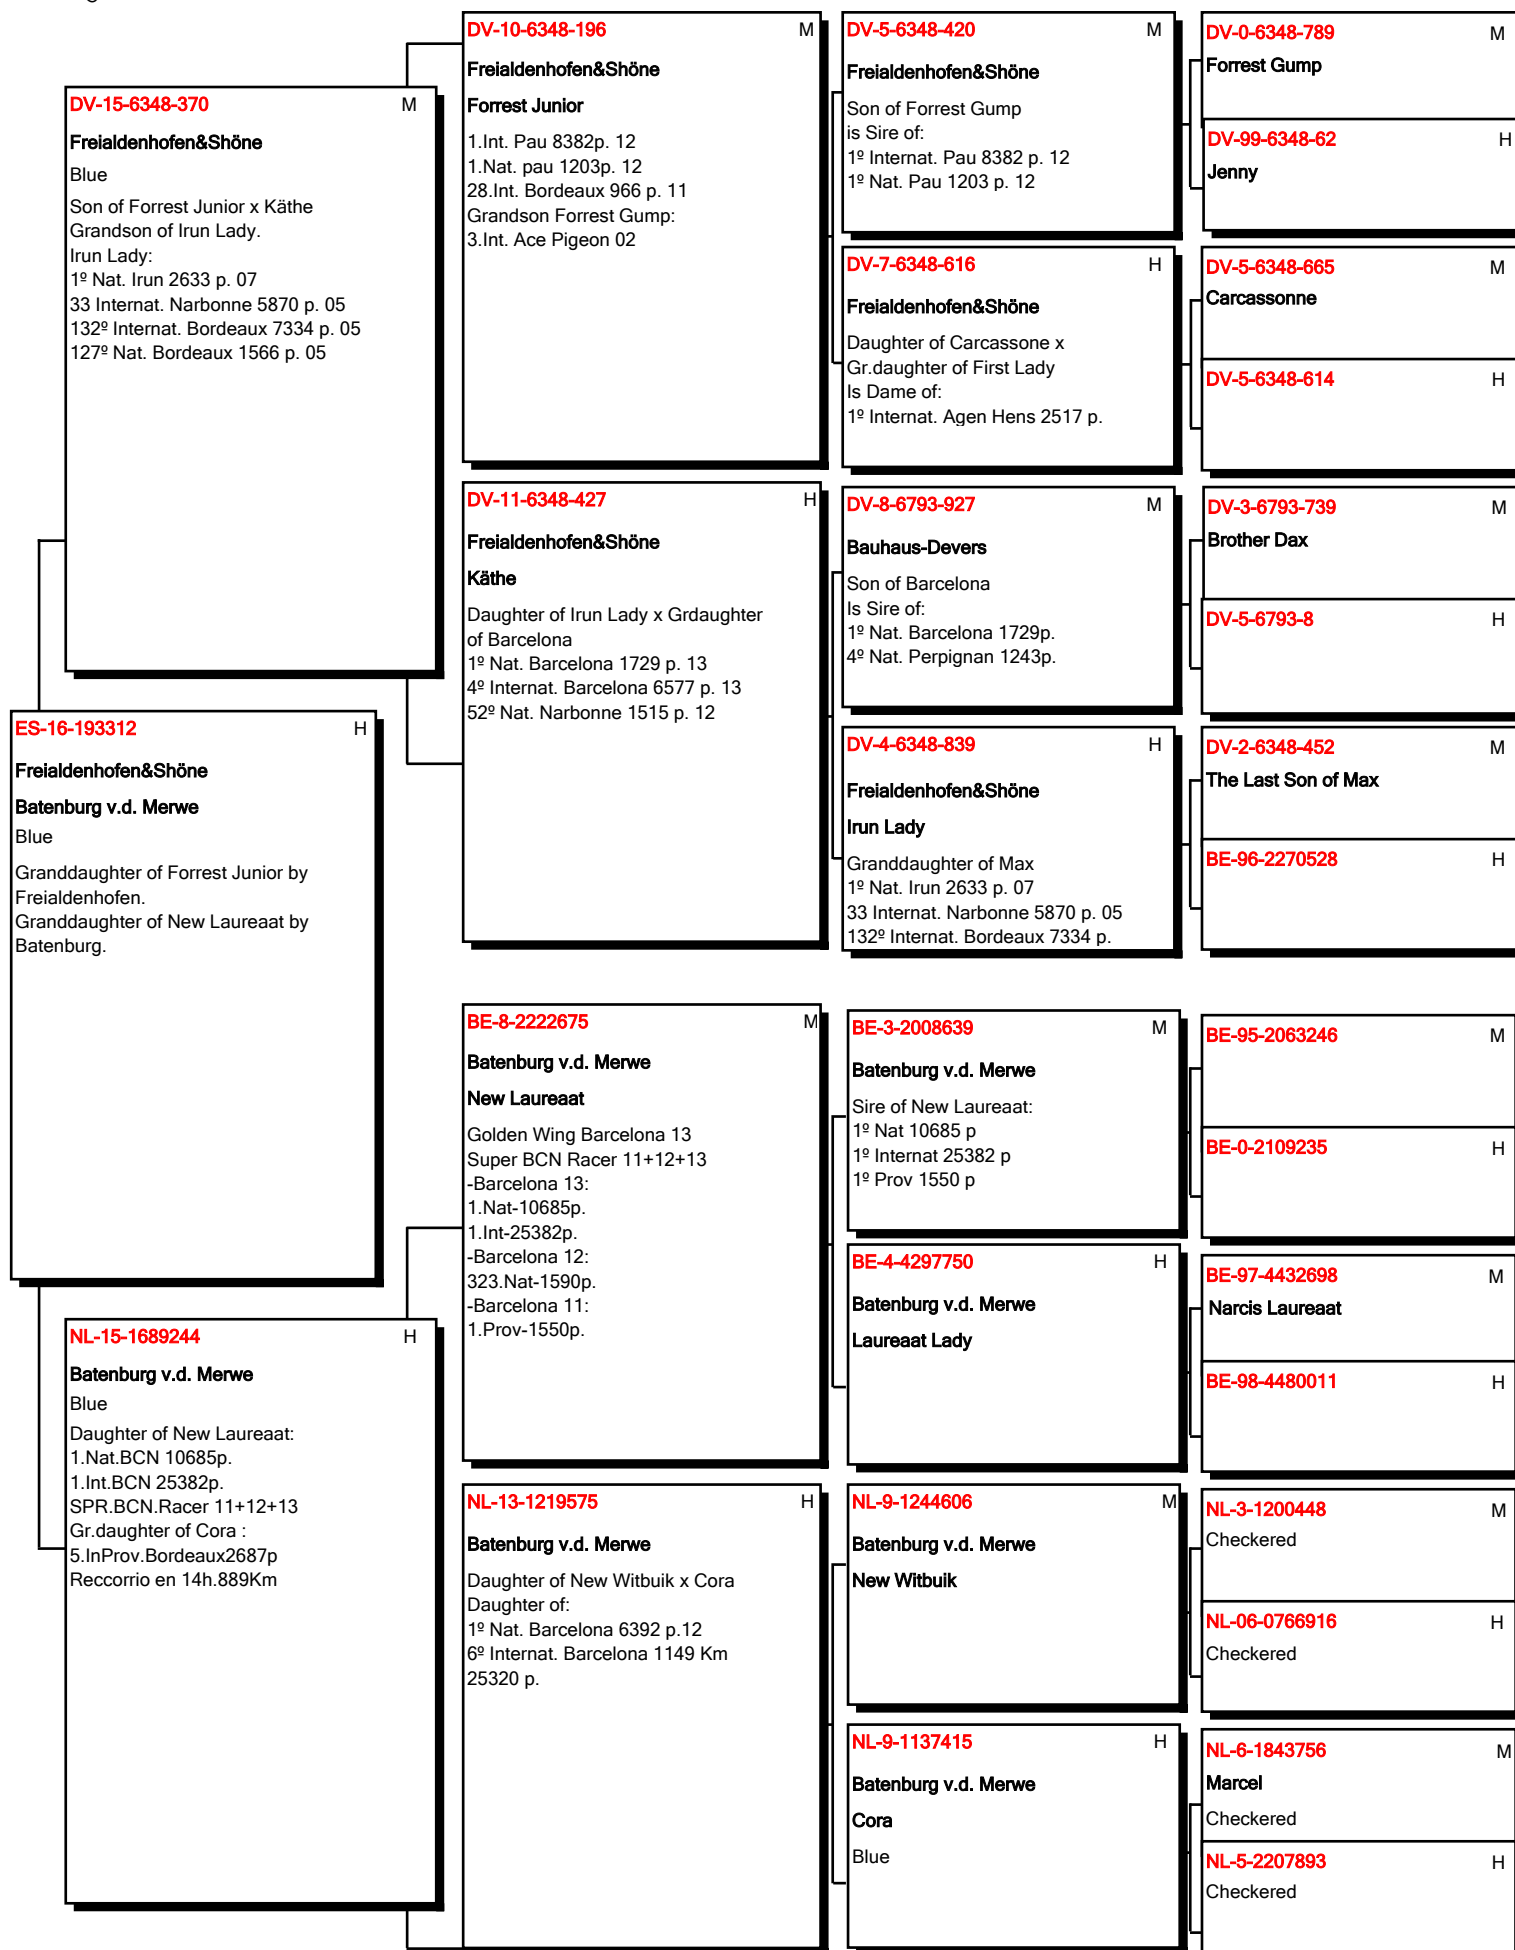 DV-15-6348-370 M
Freialdenhofen&Shöne
Blue
Son of Forrest Junior x Käthe
Grandson of Irun Lady.
Irun Lady:
1º Nat. Irun 2633 p. 07
33 Internat. Narbonne 5870 p. 05
132º Internat. Bordeaux 7334 p. 05
127º Nat. Bordeaux 1566 p. 05
ES-16-193312 H
Freialdenhofen&Shöne
Batenburg v.d. Merwe
Blue
Granddaughter of Forrest Junior by
Freialdenhofen.
Granddaughter of New Laureaat by
Batenburg.
NL-15-1689244 H
Batenburg v.d. Merwe
Blue
Daughter of New Laureaat:
1.Nat.BCN 10685p.
1.Int.BCN 25382p.
SPR.BCN.Racer 11+12+13
Gr.daughter of Cora :
5.InProv.Bordeaux2687p
Reccorrio en 14h.889Km
DV-10-6348-196 M
Freialdenhofen&Shöne
Forrest Junior
1.Int. Pau 8382p. 12
1.Nat. pau 1203p. 12
28.Int. Bordeaux 966 p. 11
Grandson Forrest Gump:
3.Int. Ace Pigeon 02
DV-11-6348-427 H
Freialdenhofen&Shöne
Käthe
Daughter of Irun Lady x Grdaughter
of Barcelona
1º Nat. Barcelona 1729 p. 13
4º Internat. Barcelona 6577 p. 13
52º Nat. Narbonne 1515 p. 12
BE-8-2222675 M
Batenburg v.d. Merwe
New Laureaat
Golden Wing Barcelona 13
Super BCN Racer 11+12+13
-Barcelona 13:
1.Nat-10685p.
1.Int-25382p.
-Barcelona 12:
323.Nat-1590p.
-Barcelona 11:
1.Prov-1550p.
NL-13-1219575 H
Batenburg v.d. Merwe
Daughter of New Witbuik x Cora
Daughter of:
1º Nat. Barcelona 6392 p.12
6º Internat. Barcelona 1149 Km
25320 p.
DV-5-6348-420 M
Freialdenhofen&Shöne
Son of Forrest Gump
is Sire of:
1º Internat. Pau 8382 p. 12
1º Nat. Pau 1203 p. 12
DV-7-6348-616 H
Freialdenhofen&Shöne
Daughter of Carcassone x
Gr.daughter of First Lady
Is Dame of:
1º Internat. Agen Hens 2517 p.
DV-8-6793-927 M
Bauhaus-Devers
Son of Barcelona
Is Sire of:
1º Nat. Barcelona 1729p.
4º Nat. Perpignan 1243p.
DV-4-6348-839 H
Freialdenhofen&Shöne
Irun Lady
Granddaughter of Max
1º Nat. Irun 2633 p. 07
33 Internat. Narbonne 5870 p. 05
132º Internat. Bordeaux 7334 p.
BE-3-2008639 M
Batenburg v.d. Merwe
Sire of New Laureaat:
1º Nat 10685 p
1º Internat 25382 p
1º Prov 1550 p
BE-4-4297750 H
Batenburg v.d. Merwe
Laureaat Lady
NL-9-1244606 M
Batenburg v.d. Merwe
New Witbuik
NL-9-1137415 H
Batenburg v.d. Merwe
Cora
Blue
DV-0-6348-789 M
Forrest Gump
DV-99-6348-62 H
Jenny
DV-5-6348-665 M
Carcassonne
DV-5-6348-614 H
DV-3-6793-739 M
Brother Dax
DV-5-6793-8 H
DV-2-6348-452 M
The Last Son of Max
BE-96-2270528 H
BE-95-2063246 M
BE-0-2109235 H
BE-97-4432698 M
Narcis Laureaat
BE-98-4480011 H
NL-3-1200448 M
Checkered
NL-06-0766916 H
Checkered
NL-6-1843756 M
Marcel
Checkered
NL-5-2207893 H
Checkered